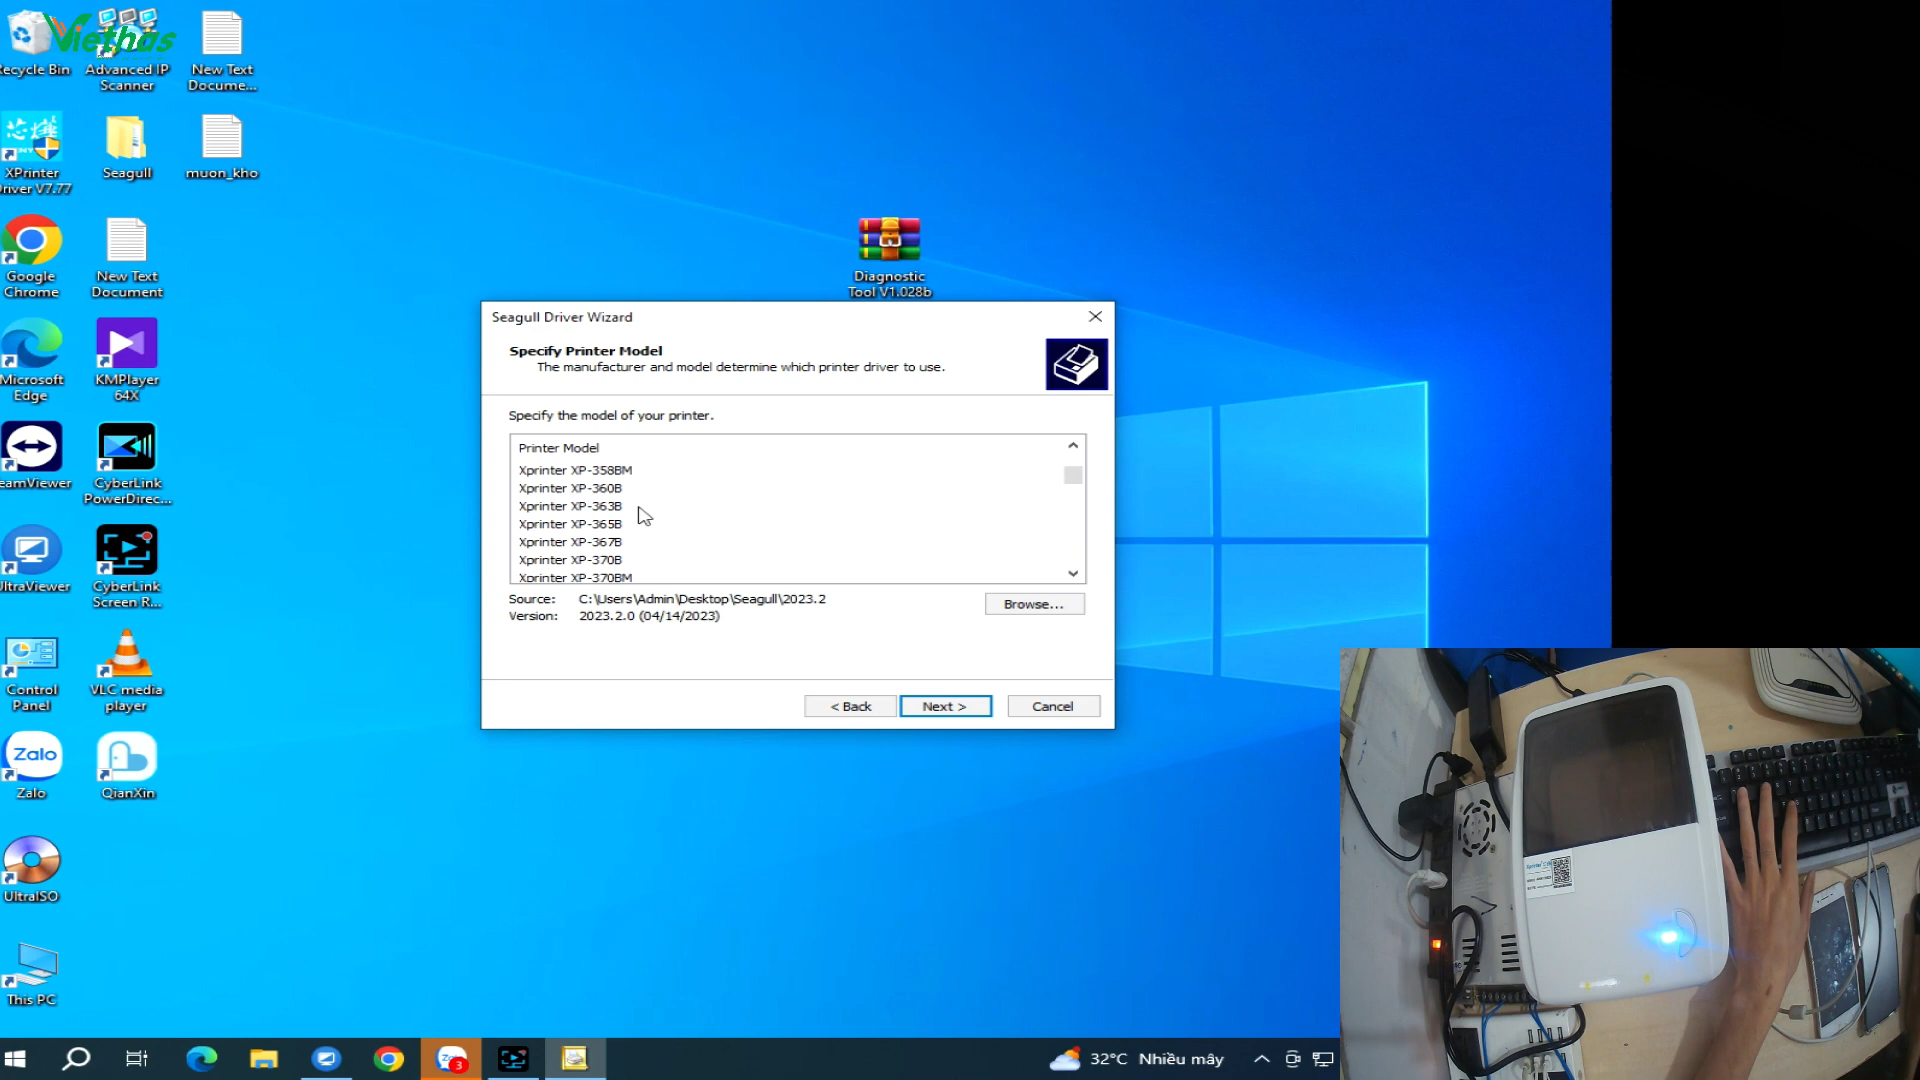 Viethas
Recycle Bin
Advanced IP
Scanner
New Text
Docume...
XPrinter
Driver V7.77
Seagull
muon_kho
Google
Chrome
New Text
Document
Diagnostic
Tool V1.028b
Microsoft
Edge
KMPlayer
64X
TeamViewer
CyberLink
PowerDirec...
UltraViewer
CyberLink
Screen R...
Control
Panel
VLC media
player
Zalo
Zalo
QianXin
UltraISO
This PC
Seagull Driver Wizard
Specify Printer Model
The manufacturer and model determine which printer driver to use.
Specify the model of your printer.
Printer Model
Xprinter XP-358BM
Xprinter XP-360B
Xprinter XP-363B
Xprinter XP-365B
Xprinter XP-367B
Xprinter XP-370B
Xprinter XP-370BM
Source: C:\Users\Admin\Desktop\Seagull\2023.2
Version: 2023.2.0 (04/14/2023)
Browse...
< Back
Next >
Cancel
3
32°C Nhiều mây